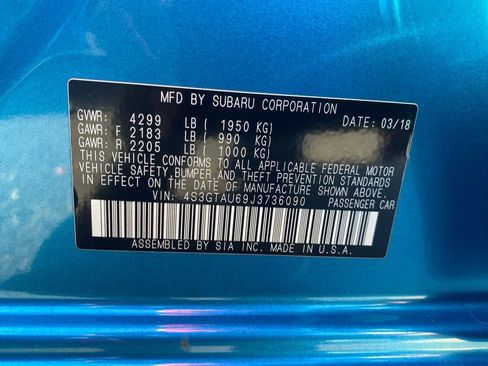 MFD BY SUBARU CORPORATION
GVWR: 4299 LB ( 1950 KG) DATE: 03/18
GAWR: F 2183 LB ( 990 KG)
GAWR: R 2205 LB ( 1000 KG)
THIS VEHICLE CONFORMS TO ALL APPLICABLE FEDERAL MOTOR
VEHICLE SAFETY, BUMPER, AND THEFT PREVENTION STANDARDS
IN EFFECT ON THE DATE OF MANUFACTURE SHOWN ABOVE.
VIN: 4S3GTAU69J3736090 PASSENGER CAR
ASSEMBLED BY SIA INC. MADE IN U.S.A.